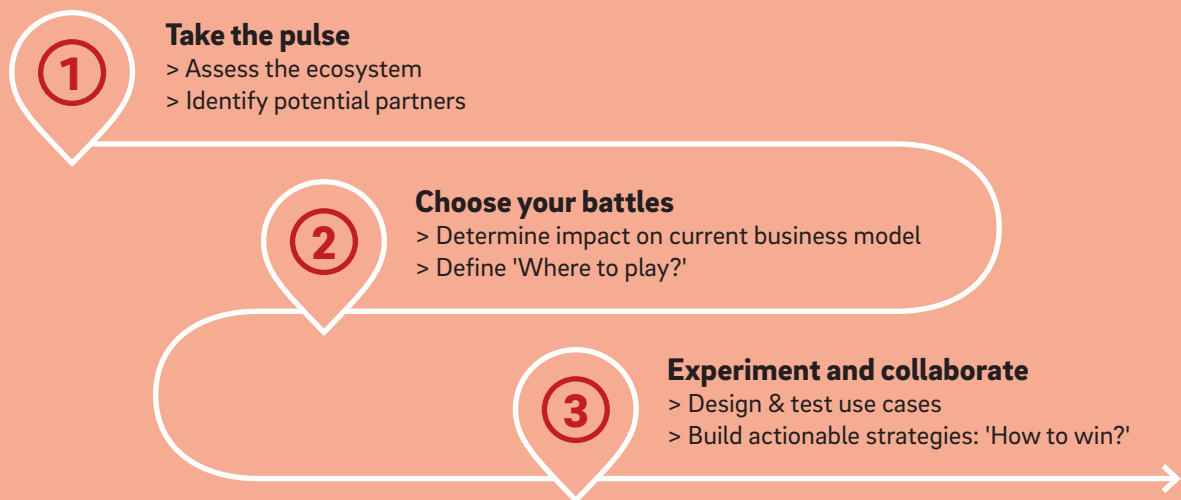 1
Take the pulse
> Assess the ecosystem
> Identify potential partners
2
Choose your battles
> Determine impact on current business model
> Define 'Where to play?'
3
Experiment and collaborate
> Design & test use cases
> Build actionable strategies: 'How to win?'